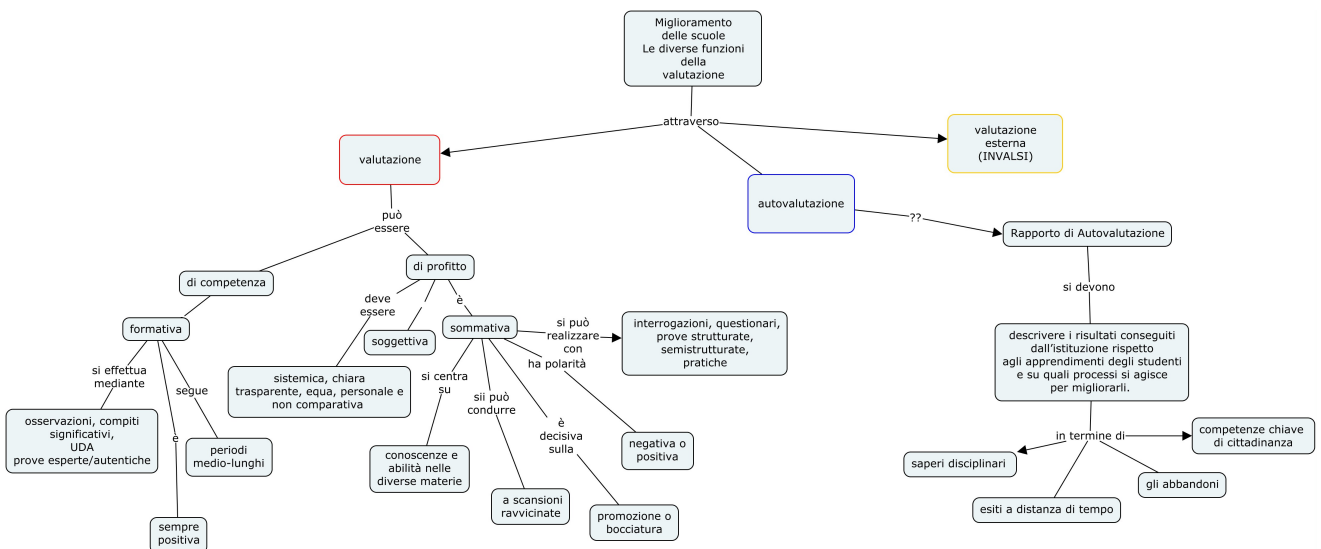 Miglioramento
delle scuole
Le diverse funzioni
della
valutazione
attraverso
valutazione
esterna
(INVALSI)
valutazione
autovalutazione
può
essere
??
Rapporto di Autovalutazione
di profitto
di competenza
deve
essere
è
si devono
formativa
sommativa
soggettiva
si può
realizzare
con
interrogazioni, questionari,
prove strutturate,
semistrutturate,
pratiche
descrivere i risultati conseguiti
dall'istituzione rispetto
agli apprendimenti degli studenti
e su quali processi si agisce
per migliorarli.
si effettua
mediante
segue
sistemica, chiara
trasparente, equa, personale e
non comparativa
si centra
su
sii può
condurre
ha polarità
è
decisiva
sulla
osservazioni, compiti
significativi,
UDA
prove esperte/autentiche
è
periodi
medio-lunghi
conoscenze e
abilità nelle
diverse materie
negativa o
positiva
in termine di
competenze chiave
di cittadinanza
saperi disciplinari
gli abbandoni
esiti a distanza di tempo
a scansioni
ravvicinate
promozione o
bocciatura
sempre
positiva